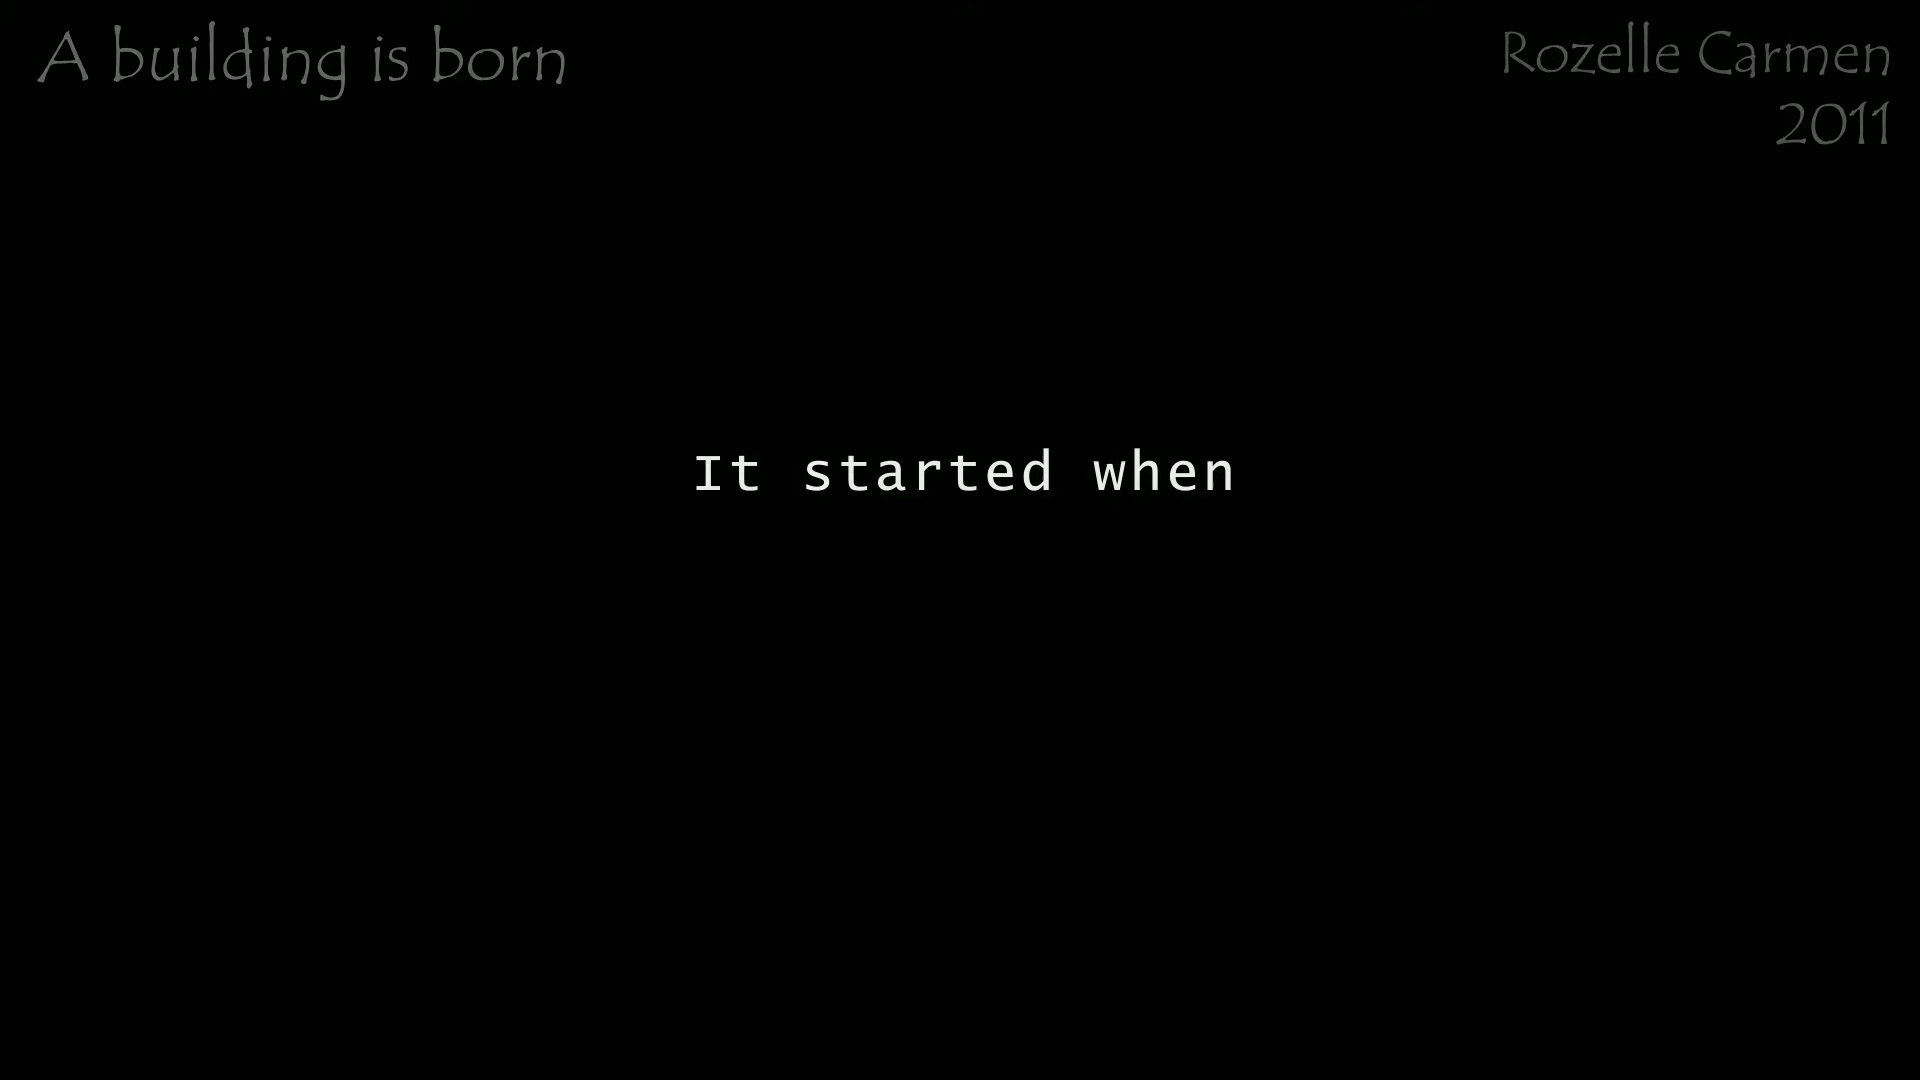 A building is born
Rozelle Carmen
2011
It started when